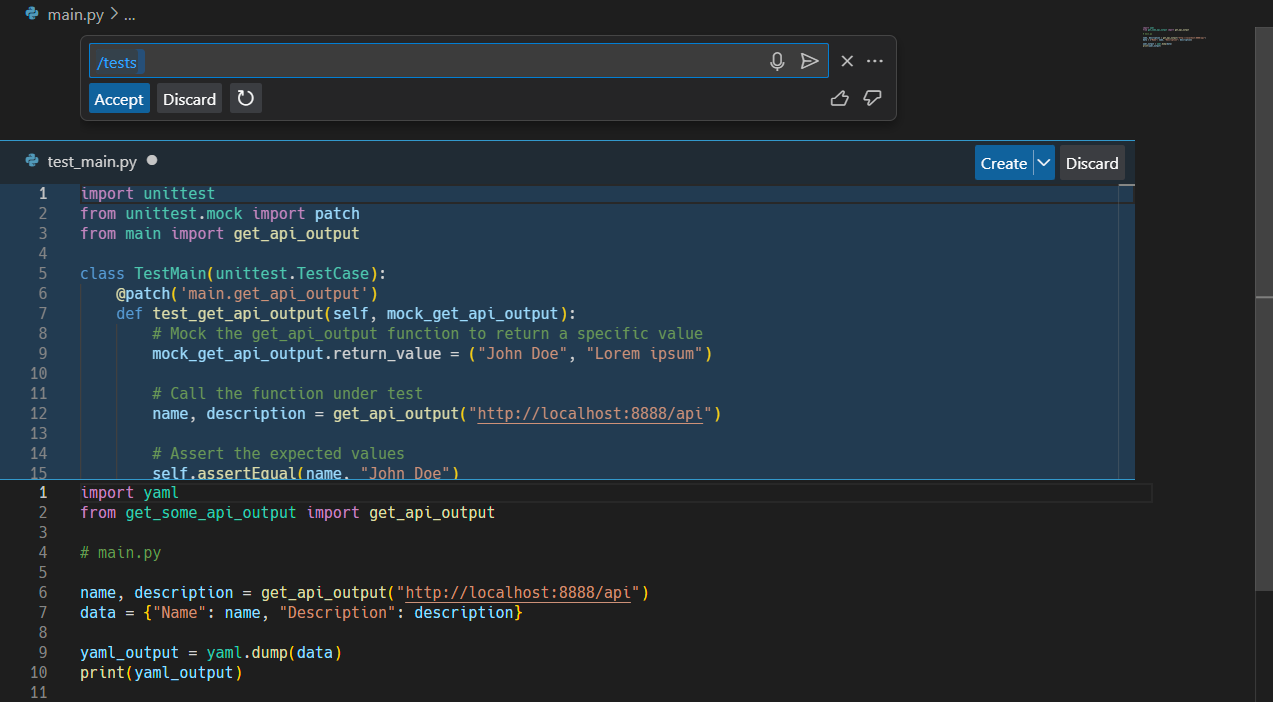 main.py > ...
/tests
Accept Discard
test_main.py
Create Discard
1 import unittest
2 from unittest.mock import patch
3 from main import get_api_output
4
5 class TestMain(unittest.TestCase):
6 @patch('main.get_api_output')
7 def test_get_api_output(self, mock_get_api_output):
8 # Mock the get_api_output function to return a specific value
9 mock_get_api_output.return_value = ("John Doe", "Lorem ipsum")
10
11 # Call the function under test
12 name, description = get_api_output("http://localhost:8888/api")
13
14 # Assert the expected values
15 self.assertEqual(name, "John Doe")
1 import yaml
2 from get_some_api_output import get_api_output
3
4 # main.py
5
6 name, description = get_api_output("http://localhost:8888/api")
7 data = {"Name": name, "Description": description}
8
9 yaml_output = yaml.dump(data)
10 print(yaml_output)
11